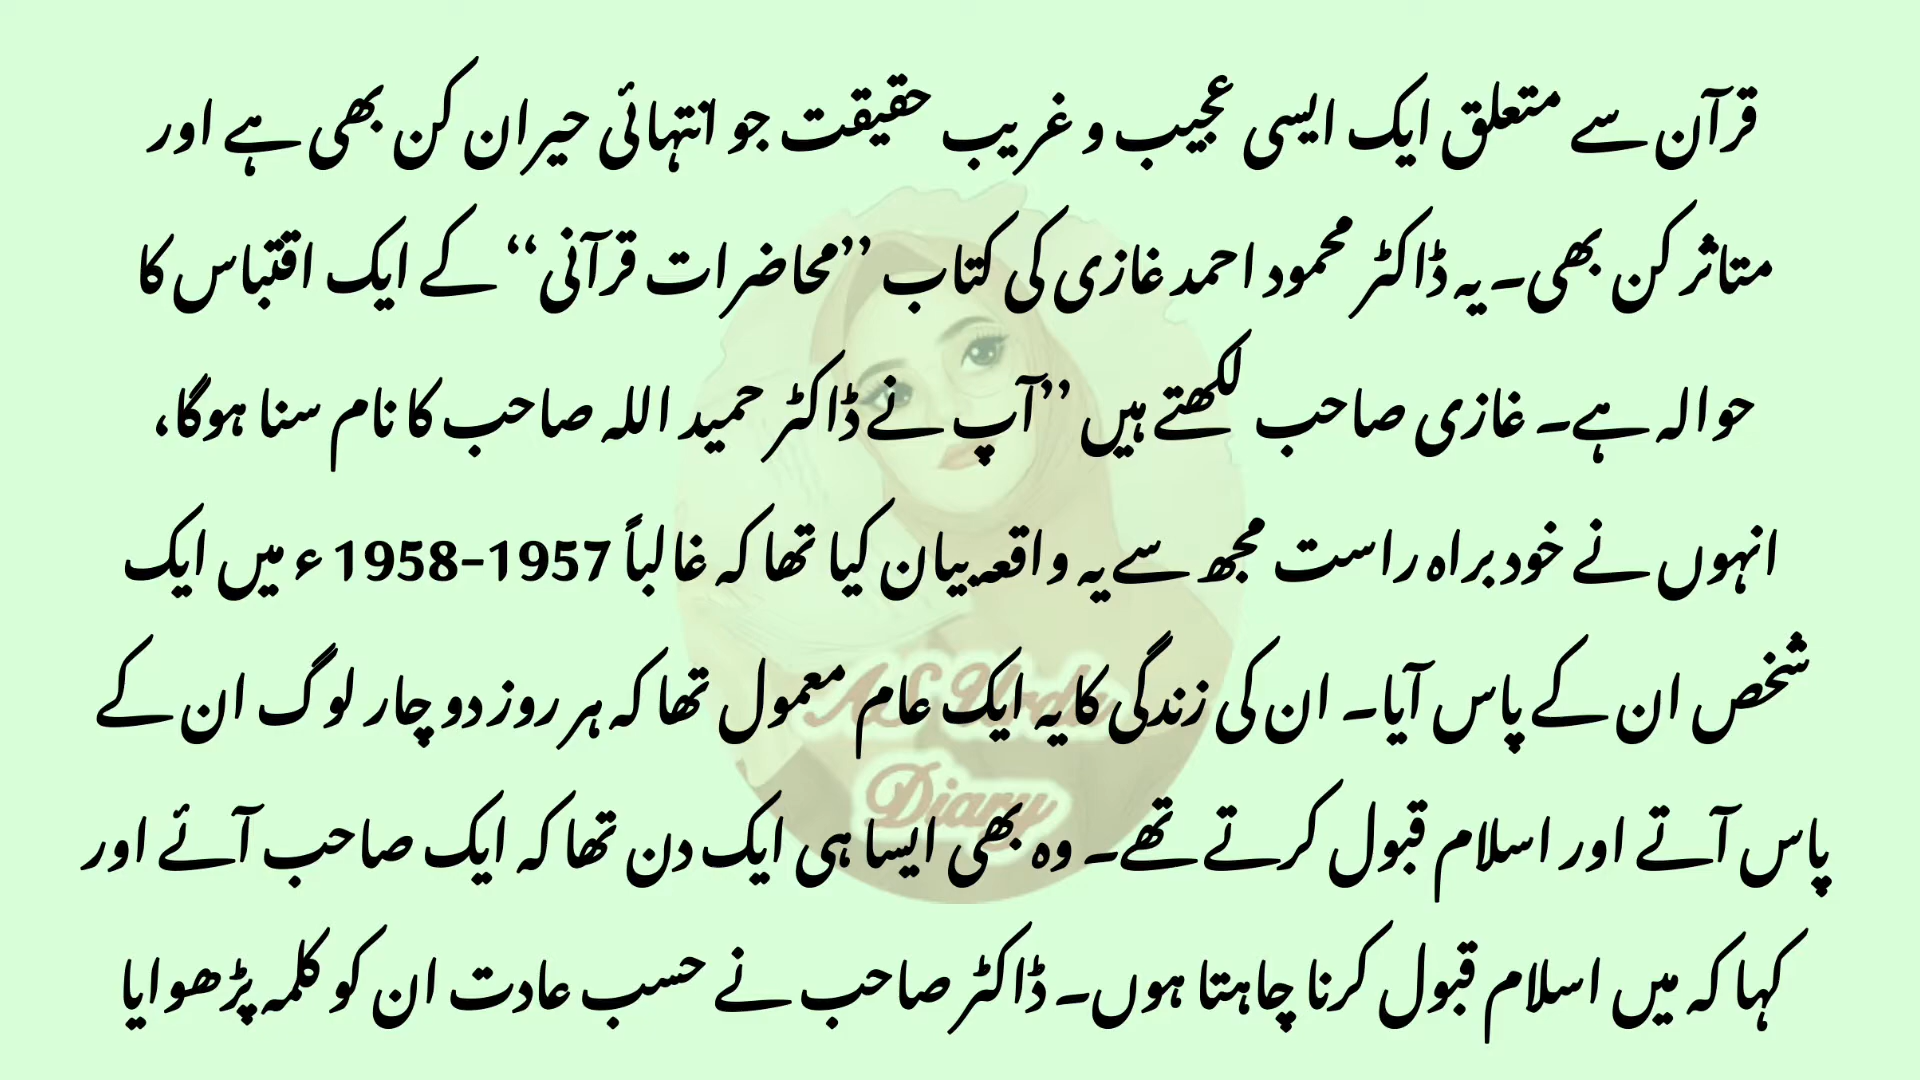 قرآن سے متعلق ایک ایسی عجیب و غریب حقیقت جو انتہائی حیران کن بھی ہے اور
متاثر کن بھی۔ یہ ڈاکٹر محمود احمد غازی کی کتاب ’’محاضرات قرآنی‘‘ کے ایک اقتباس کا
حوالہ ہے۔ غازی صاحب لکھتے ہیں ’’آپ نے ڈاکٹر حمید اللہ صاحب کا نام سنا ہوگا،
انہوں نے خود براہ راست مجھ سے یہ واقعہ بیان کیا تھا کہ غالباً 1957-1958ء میں ایک
شخص ان کے پاس آیا۔ ان کی زندگی کا یہ ایک عام معمول تھا کہ ہر روز دو چار لوگ ان کے
پاس آتے اور اسلام قبول کرتے تھے۔ وہ بھی ایسا ہی ایک دن تھا کہ ایک صاحب آئے اور
کہا کہ میں اسلام قبول کرنا چاہتا ہوں۔ ڈاکٹر صاحب نے حسب عادت ان کو کلمہ پڑھوایا
AS Urdu
Diary